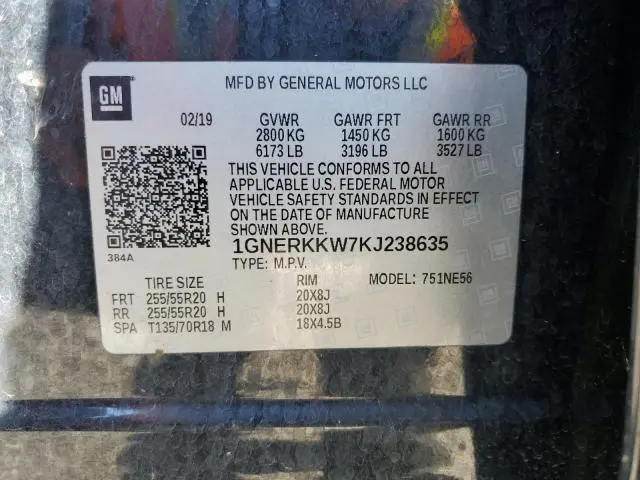 GM
MFD BY GENERAL MOTORS LLC
02/19 GVWR GAWR FRT GAWR RR
2800 KG 1450 KG 1600 KG
6173 LB 3196 LB 3527 LB
THIS VEHICLE CONFORMS TO ALL
APPLICABLE U.S. FEDERAL MOTOR
VEHICLE SAFETY STANDARDS IN EFFECT
ON THE DATE OF MANUFACTURE
SHOWN ABOVE.
384A
1GNERKKW7KJ238635
TYPE: M.P.V.
TIRE SIZE RIM MODEL: 751NE56
FRT 255/55R20 H 20X8J
RR 255/55R20 H 20X8J
SPA T135/70R18 M 18X4.5B